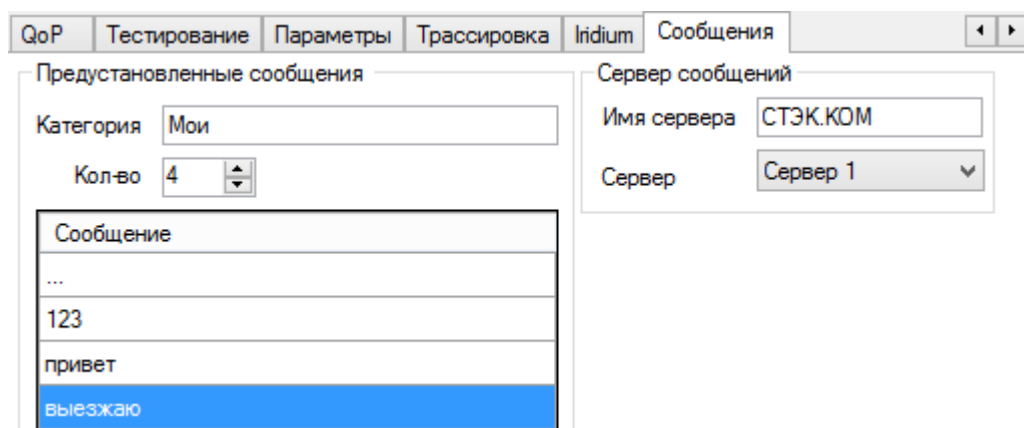 QoP Тестирование Параметры Трассировка Iridium Сообщения
Предустановленные сообщения
Категория Мои
Кол-во 4
Сообщение
...
123
привет
выезжаю
Сервер сообщений
Имя сервера СТЭК.КОМ
Сервер Сервер 1